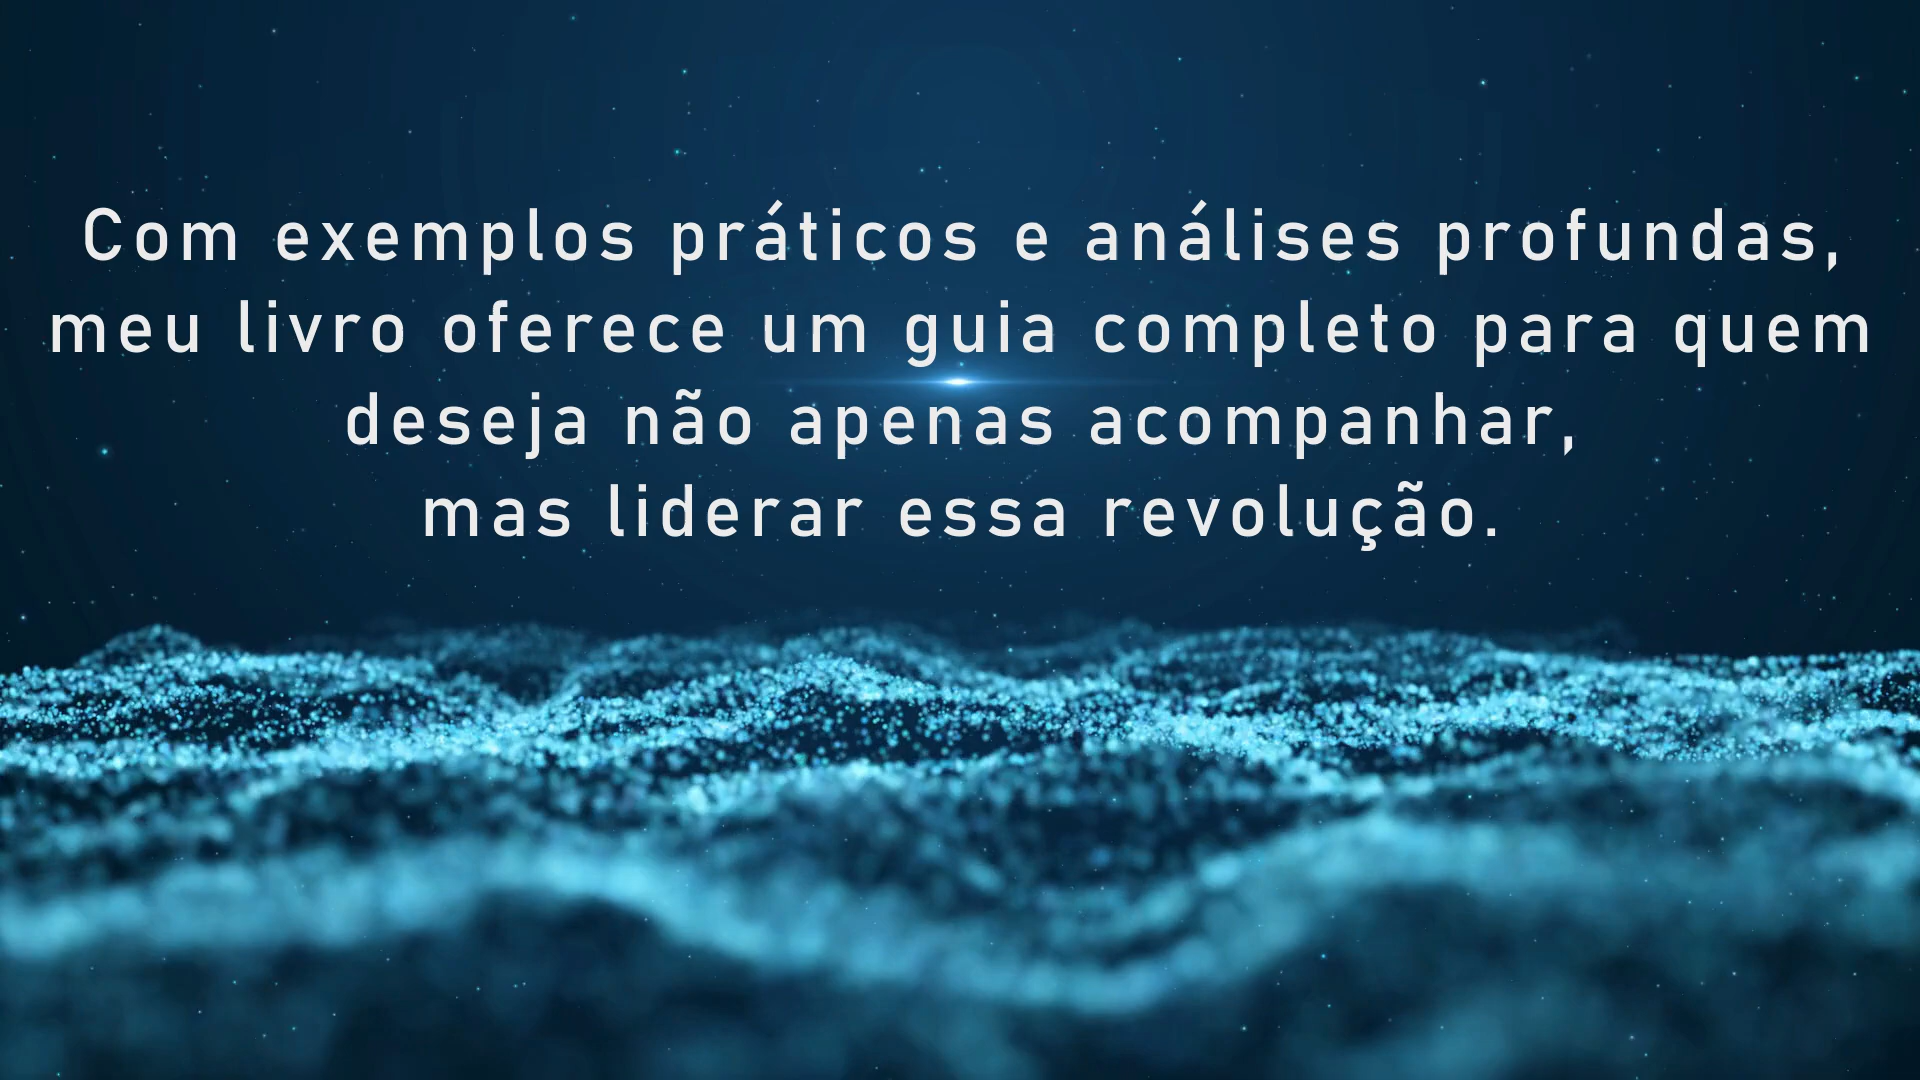 Com exemplos práticos e análises profundas,
meu livro oferece um guia completo para quem
deseja não apenas acompanhar,
mas liderar essa revolução.